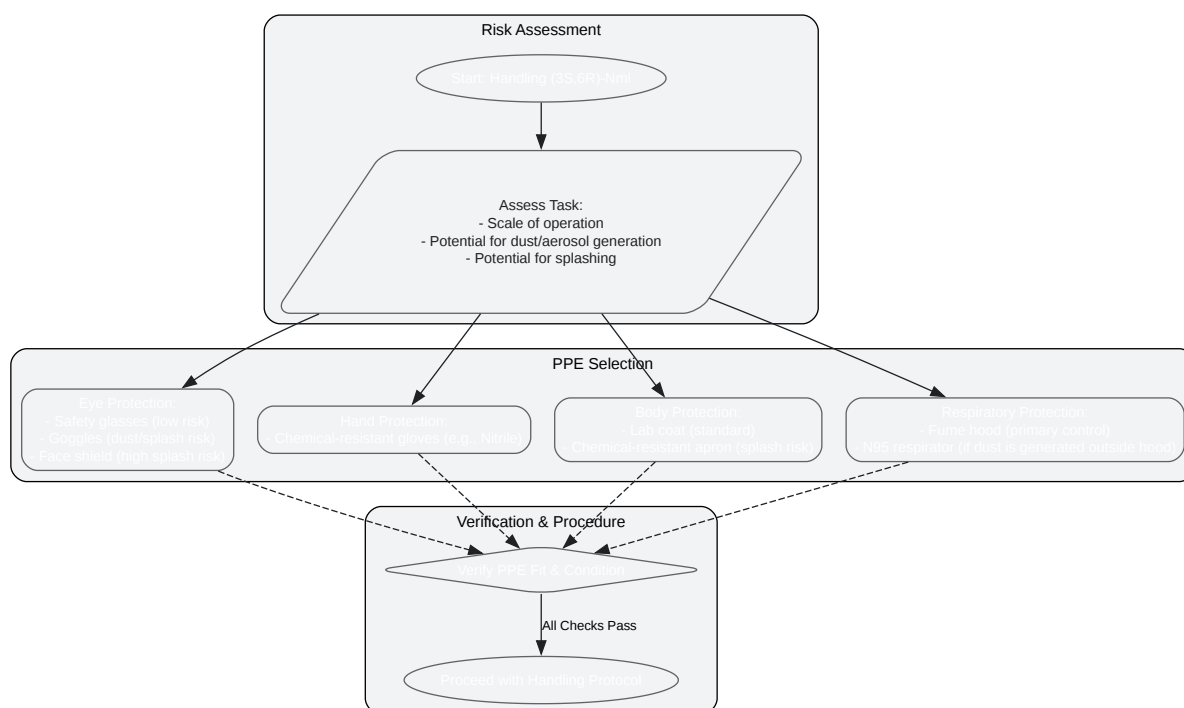 Risk Assessment
Start: Handling (3S,6R)-Nml
Assess Task:
- Scale of operation
- Potential for dust/aerosol generation
- Potential for splashing
PPE Selection
Eye Protection:
- Safety glasses (low risk)
- Goggles (dust/splash risk)
- Face shield (high splash risk)
Hand Protection:
- Chemical-resistant gloves (e.g., Nitrile)
Body Protection:
- Lab coat (standard)
- Chemical-resistant apron (splash risk)
Respiratory Protection:
- Fume hood (primary control)
- N95 respirator (if dust is generated outside hood)
Verification & Procedure
Verify PPE Fit & Condition
All Checks Pass
Proceed with Handling Protocol